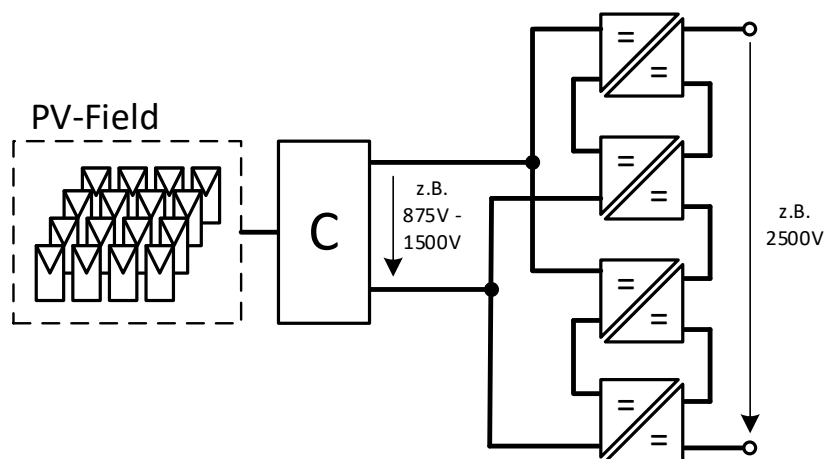 PV-Field
C
z.B.
875V -
1500V
z.B.
2500V
=
=
=
=
=
=
=
=